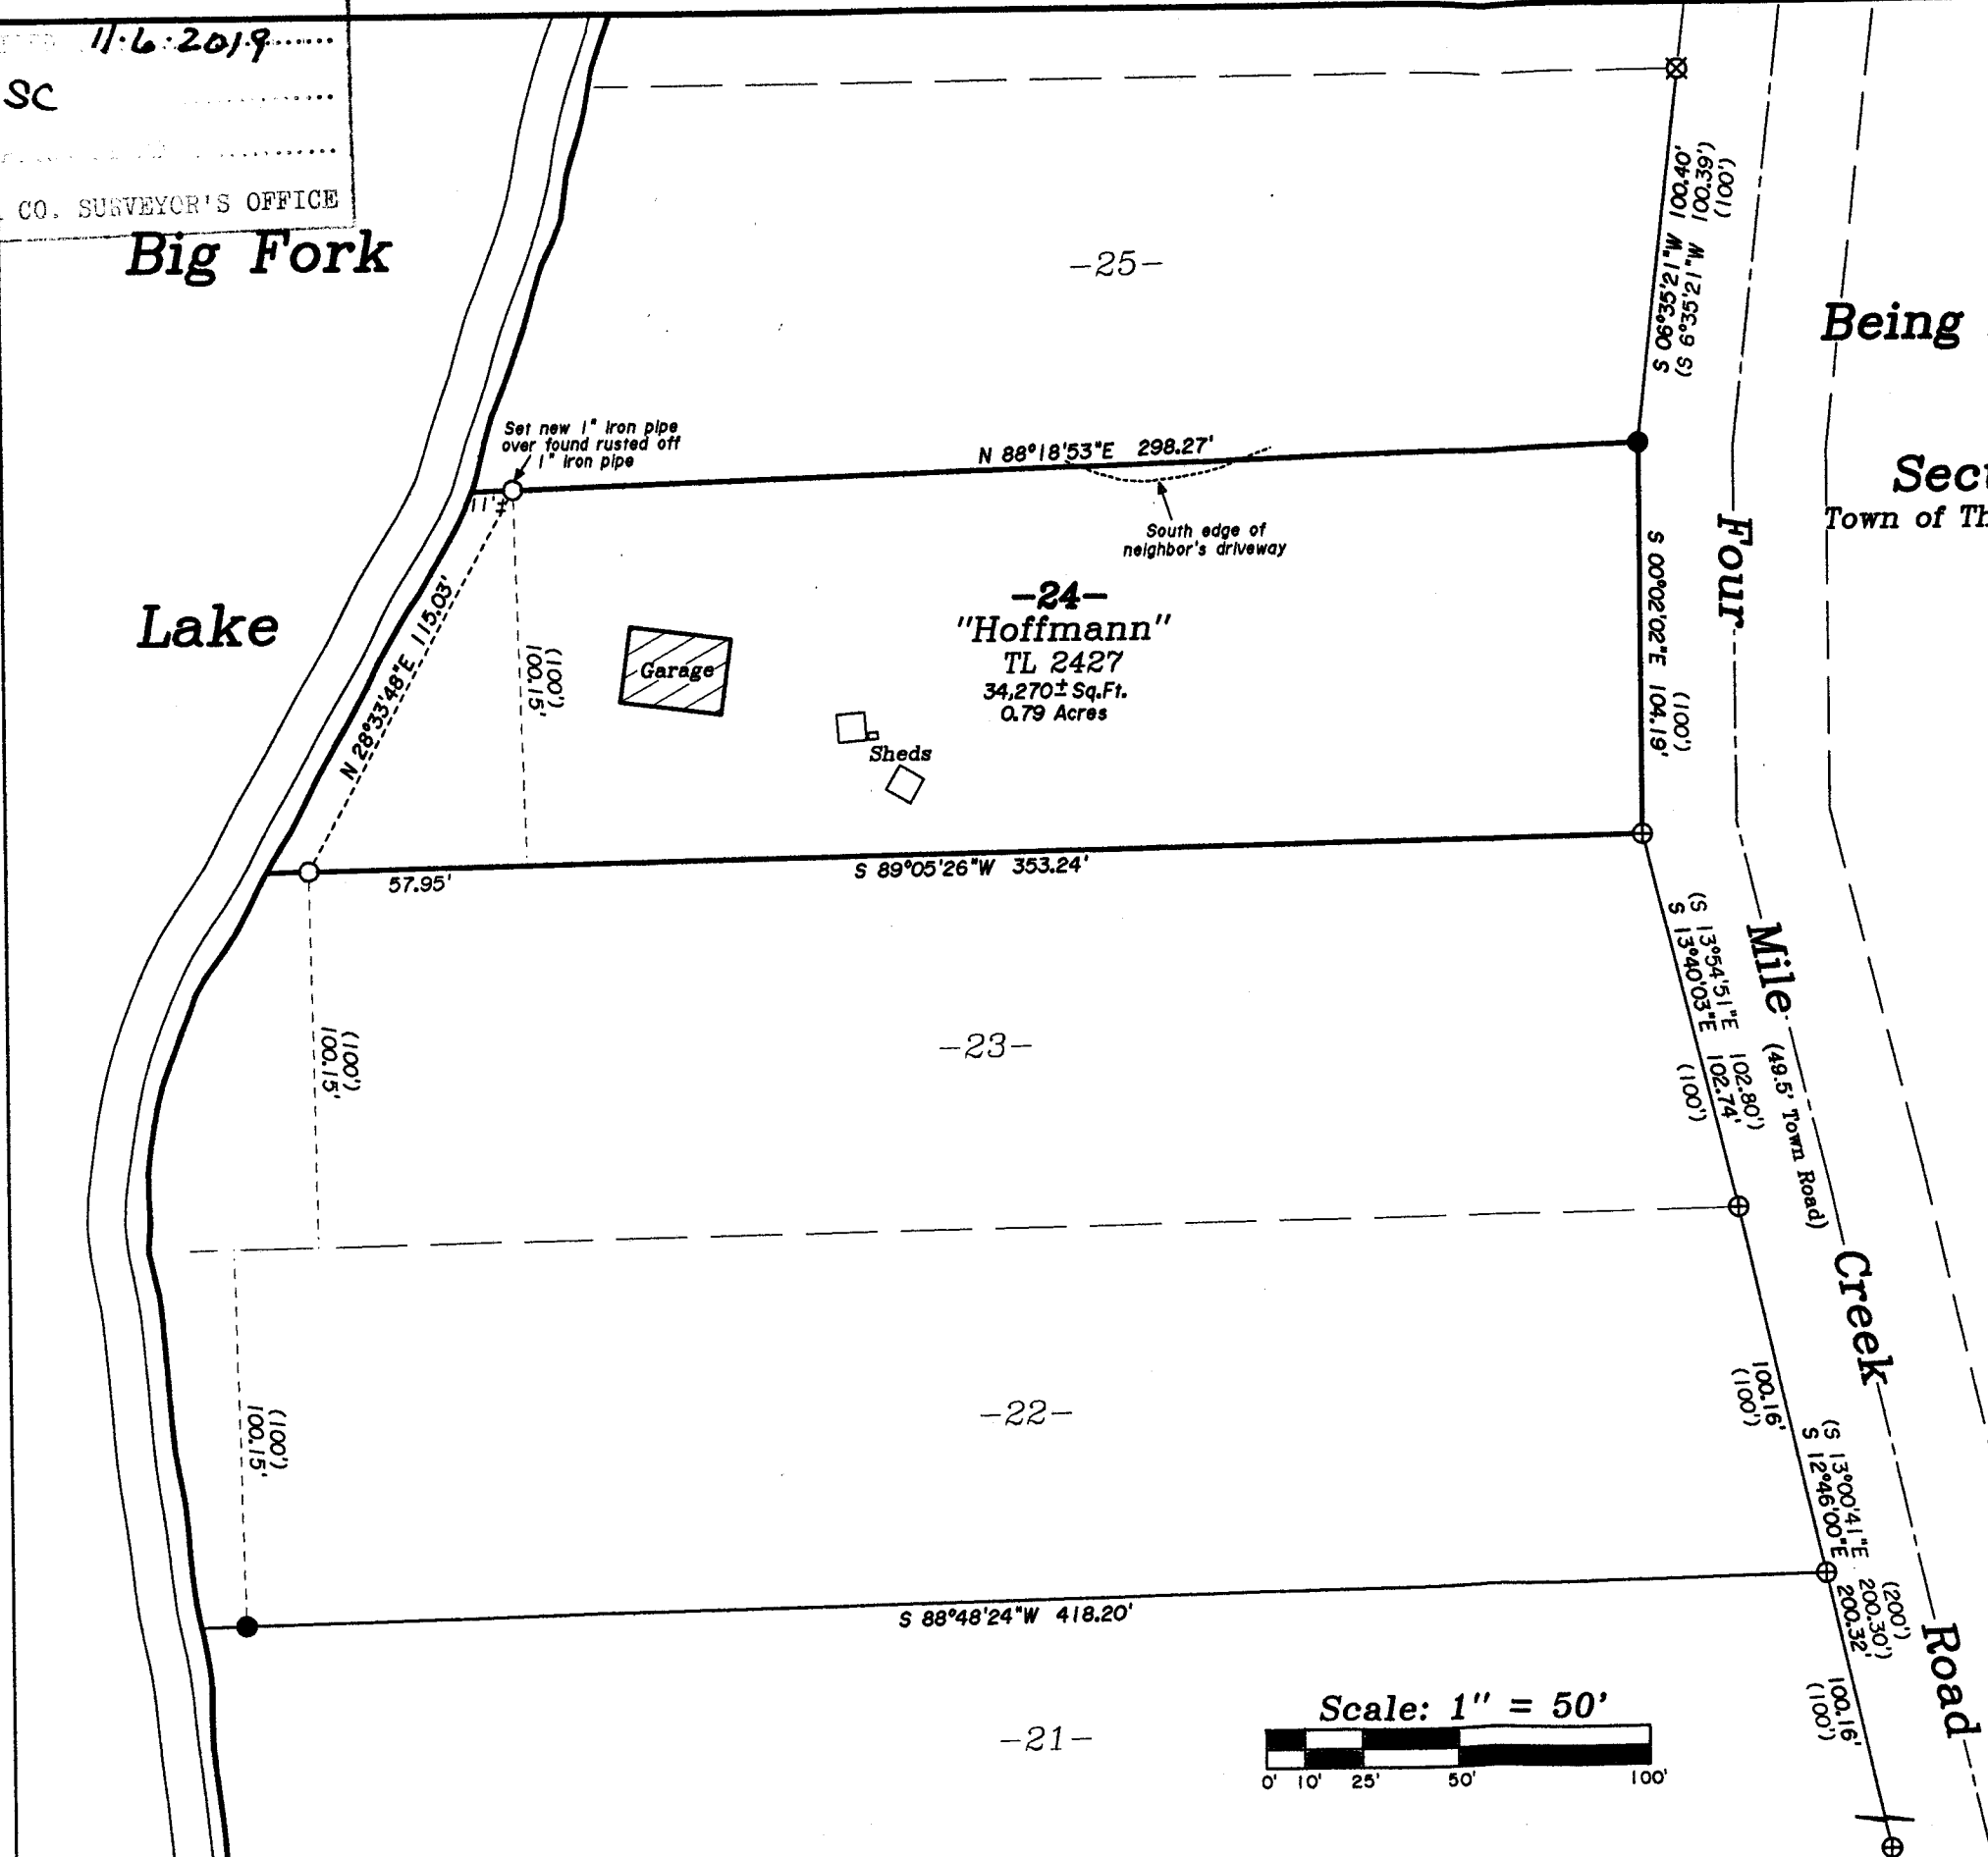 11·6·2019
SC
CO. SURVEYOR'S OFFICE
Big Fork
Lake
-25-
S 06°35'21"W 100.40'
(S 6°35'21"W 100.39')
(100')
Being
Set new 1" iron pipe
over found rusted off
1" iron pipe
N 88°18'53"E 298.27'
11'±
South edge of
neighbor's driveway
Town of
-24-
"Hoffmann"
TL 2427
34,270± Sq.Ft.
0.79 Acres
N 28°33'48"E 115.03'
(100')
100.15'
Garage
Sheds
(100')
S 00°02'02"E 104.19'
S 89°05'26"W 353.24'
57.95'
Four Mile Creek Road
(49.5' Town Road)
(S 13°54'51"E 102.80')
S 13°40'03"E 102.74'
(100')
-23-
(100')
100.15'
-22-
(100')
100.15'
100.16'
(100')
(200')
(S 13°00'41"E 200.30')
S 12°46'00"E 200.32'
S 88°48'24"W 418.20'
100.16'
(100')
-21-
Scale: 1" = 50'
0' 10' 25' 50' 100'